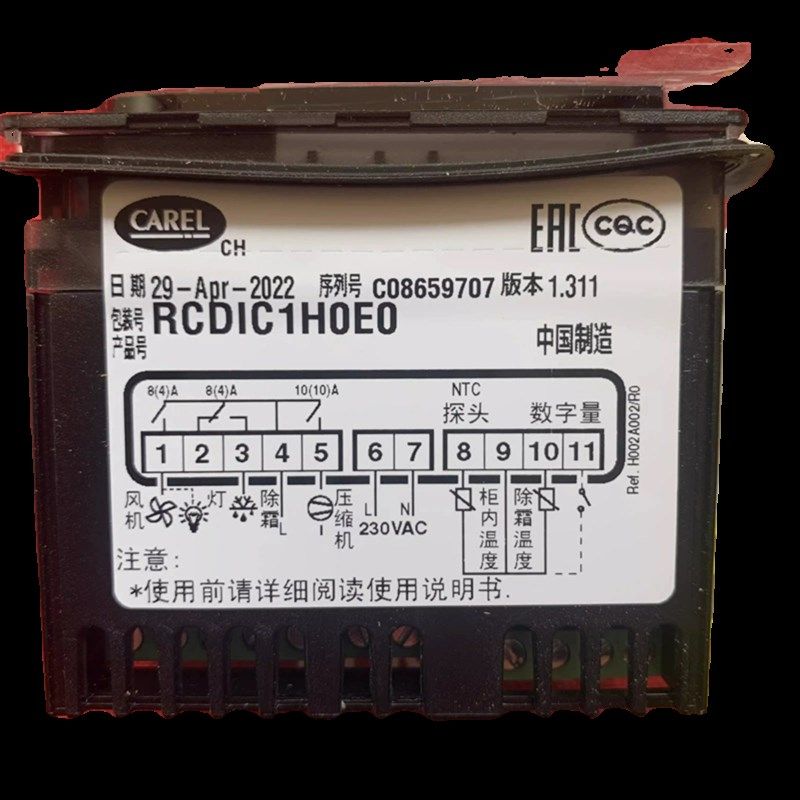 CAREL CH EAC CQC
日期 29-Apr-2022 序列号 C08659707 版本 1.311
包装号 RCDIC1H0E0
产品号 中国制造
8(4)A 8(4)A 10(10)A NTC
探头 数字量
1 2 3 4 5 6 7 8 9 10 11
风机 灯 除霜 L I 压缩机 L N 柜内温度 除霜温度
230VAC
注意:
*使用前请详细阅读使用说明书.
Ref. H002A002/R0